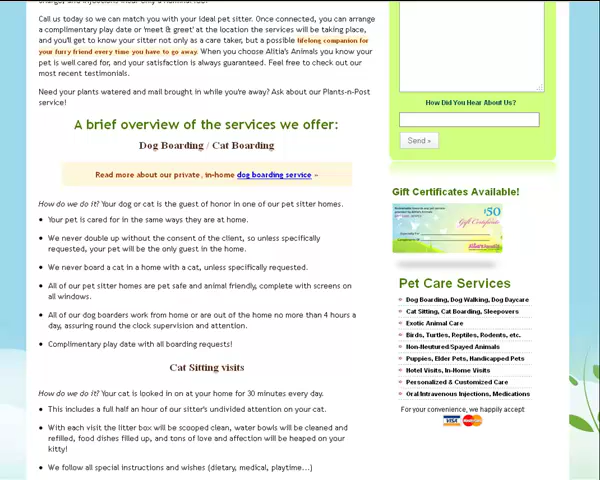 Call us today so we can match you with your ideal pet sitter. Once connected, you can arrange
a complimentary play date or 'meet & greet' at the location the services will be taking place,
and you'll get to know your sitter not only as a care taker, but a possible lifelong companion for
your furry friend every time you have to go away. When you choose Alitia's Animals you know your
pet is well cared for, and your satisfaction is always guaranteed. Feel free to check out our
most recent testimonials.
Need your plants watered and mail brought in while you're away? Ask about our Plants-n-Post
service!
A brief overview of the services we offer:
Dog Boarding / Cat Boarding
Read more about our private, in-home dog boarding service »
How do we do it? Your dog or cat is the guest of honor in one of our pet sitter homes.
• Your pet is cared for in the same ways they are at home.
• We never double up without the consent of the client, so unless specifically
requested, your pet will be the only guest in the home.
• We never board a cat in a home with a cat, unless specifically requested.
• All of our pet sitter homes are pet safe and animal friendly, complete with screens on
all windows.
• All of our dog boarders work from home or are out of the home no more than 4 hours a
day, assuring round the clock supervision and attention.
• Complimentary play date with all boarding requests!
Cat Sitting visits
How do we do it? Your cat is looked in on at your home for 30 minutes every day.
• This includes a full half an hour of our sitter's undivided attention on your cat.
• With each visit the litter box will be scooped clean, water bowls will be cleaned and
refilled, food dishes filled up, and tons of love and affection will be heaped on your
kitty!
• We follow all special instructions and wishes (dietary, medical, playtime...)
How Did You Hear About Us?
Send »
Gift Certificates Available!
$50
Gift Certificate
Pet Care Services
Dog Boarding, Dog Walking, Dog Daycare
Cat Sitting, Cat Boarding, Sleepovers
Exotic Animal Care
Birds, Turtles, Reptiles, Rodents, etc.
Non-Neutured/Spayed Animals
Puppies, Elder Pets, Handicapped Pets
Hotel Visits, In-Home Visits
Personalized & Customized Care
Oral/Intravenous Injections, Medications
For your convenience, we happily accept
VISA